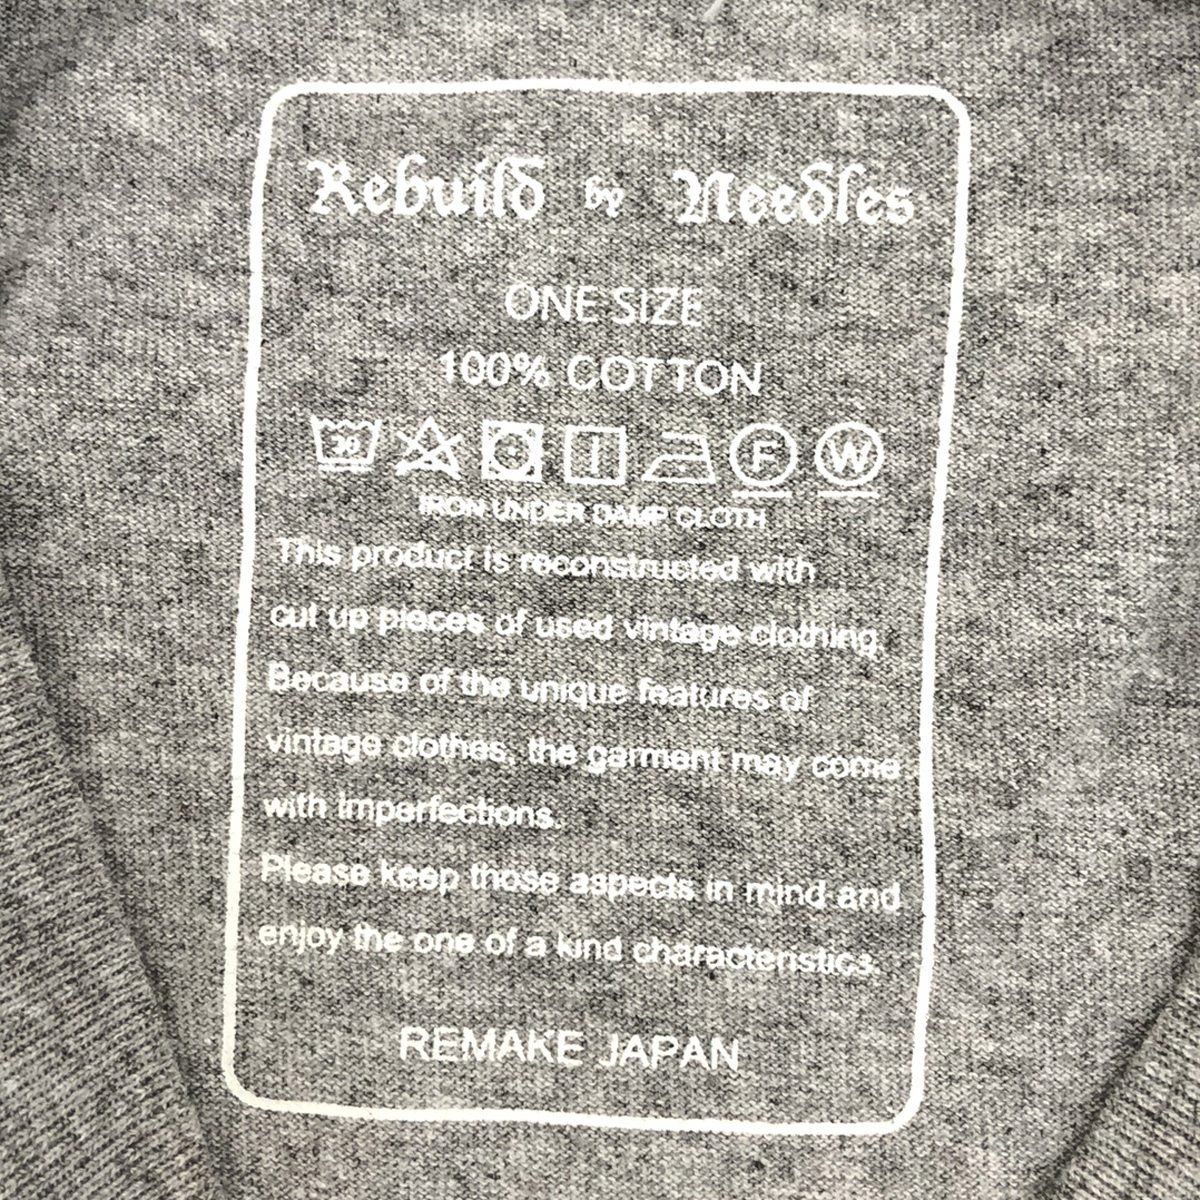 Rebuild by Needles
ONE SIZE
100% COTTON
30 F W
IRON UNDER DAMP CLOTH
This product is reconstructed with
cut up pieces of used vintage clothing.
Because of the unique features of
vintage clothes, the garment may come
with imperfections.
Please keep those aspects in mind and
enjoy the one of a kind characteristics.
REMAKE JAPAN